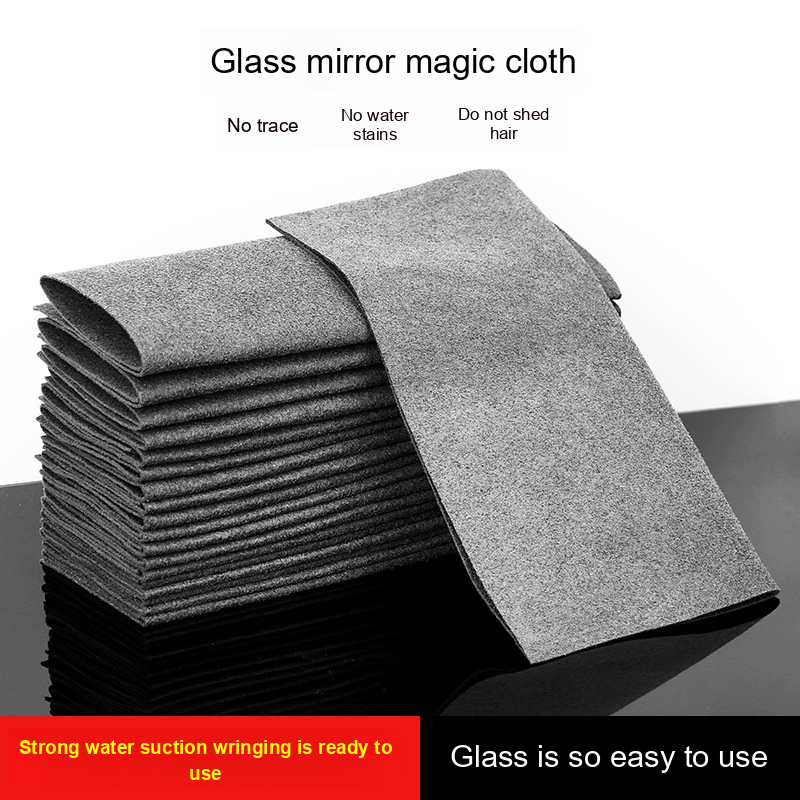 Glass mirror magic cloth
No trace
No water
stains
Do not shed
hair
Strong water suction wringing is ready to
use
Glass is so easy to use